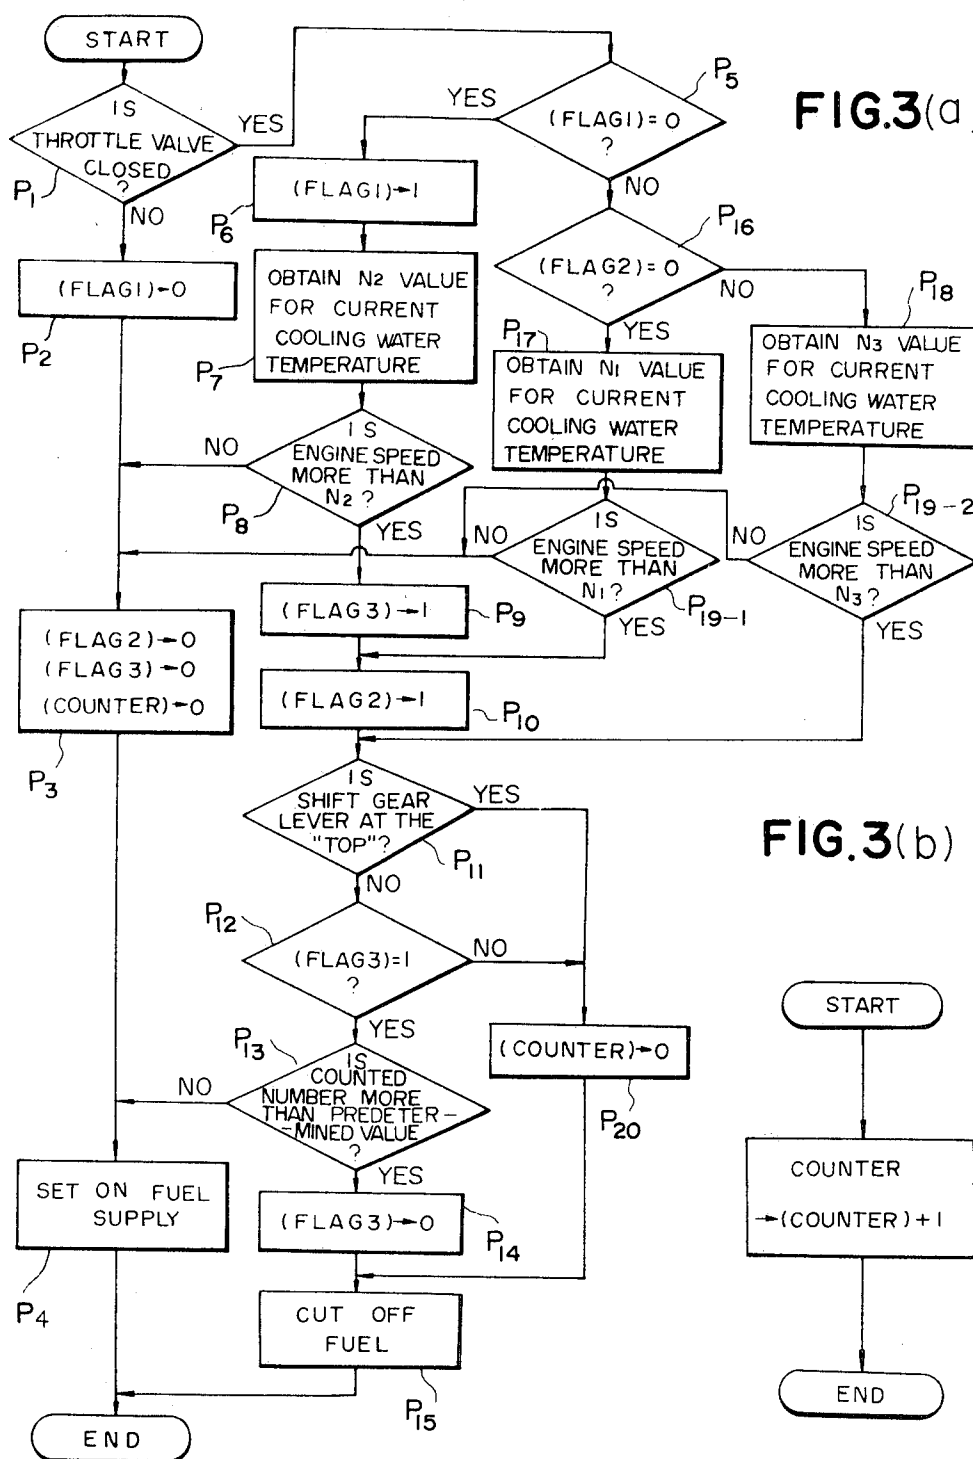 START
IS
THROTTLE VALVE
CLOSED
?
YES
NO
P1
(FLAG1)→0
P2
(FLAG2)→0
(FLAG3)→0
(COUNTER)→0
P3
SET ON FUEL
SUPPLY
P4
END
(FLAG1)=0
?
P5
YES
NO
FIG.3(a)
(FLAG1)→1
P6
OBTAIN N2 VALUE
FOR CURRENT
COOLING WATER
TEMPERATURE
P7
IS
ENGINE SPEED
MORE THAN
N2?
NO
YES
P8
(FLAG3)→1
P9
(FLAG2)→1
P10
(FLAG2)=0
?
P16
NO
YES
P17
OBTAIN N1 VALUE
FOR CURRENT
COOLING WATER
TEMPERATURE
P18
OBTAIN N3 VALUE
FOR CURRENT
COOLING WATER
TEMPERATURE
IS
ENGINE SPEED
MORE THAN
N1?
NO
YES
P19-1
IS
ENGINE SPEED
MORE THAN
N3?
NO
YES
P19-2
IS
SHIFT GEAR
LEVER AT THE
"TOP"?
YES
NO
P11
P12
(FLAG3)=1
?
NO
YES
P13
IS
COUNTED
NUMBER MORE
THAN PREDETER-
-MINED VALUE
?
NO
YES
(FLAG3)→0
P14
CUT OFF
FUEL
P15
(COUNTER)→0
P20
FIG.3(b)
START
COUNTER
→(COUNTER)+1
END